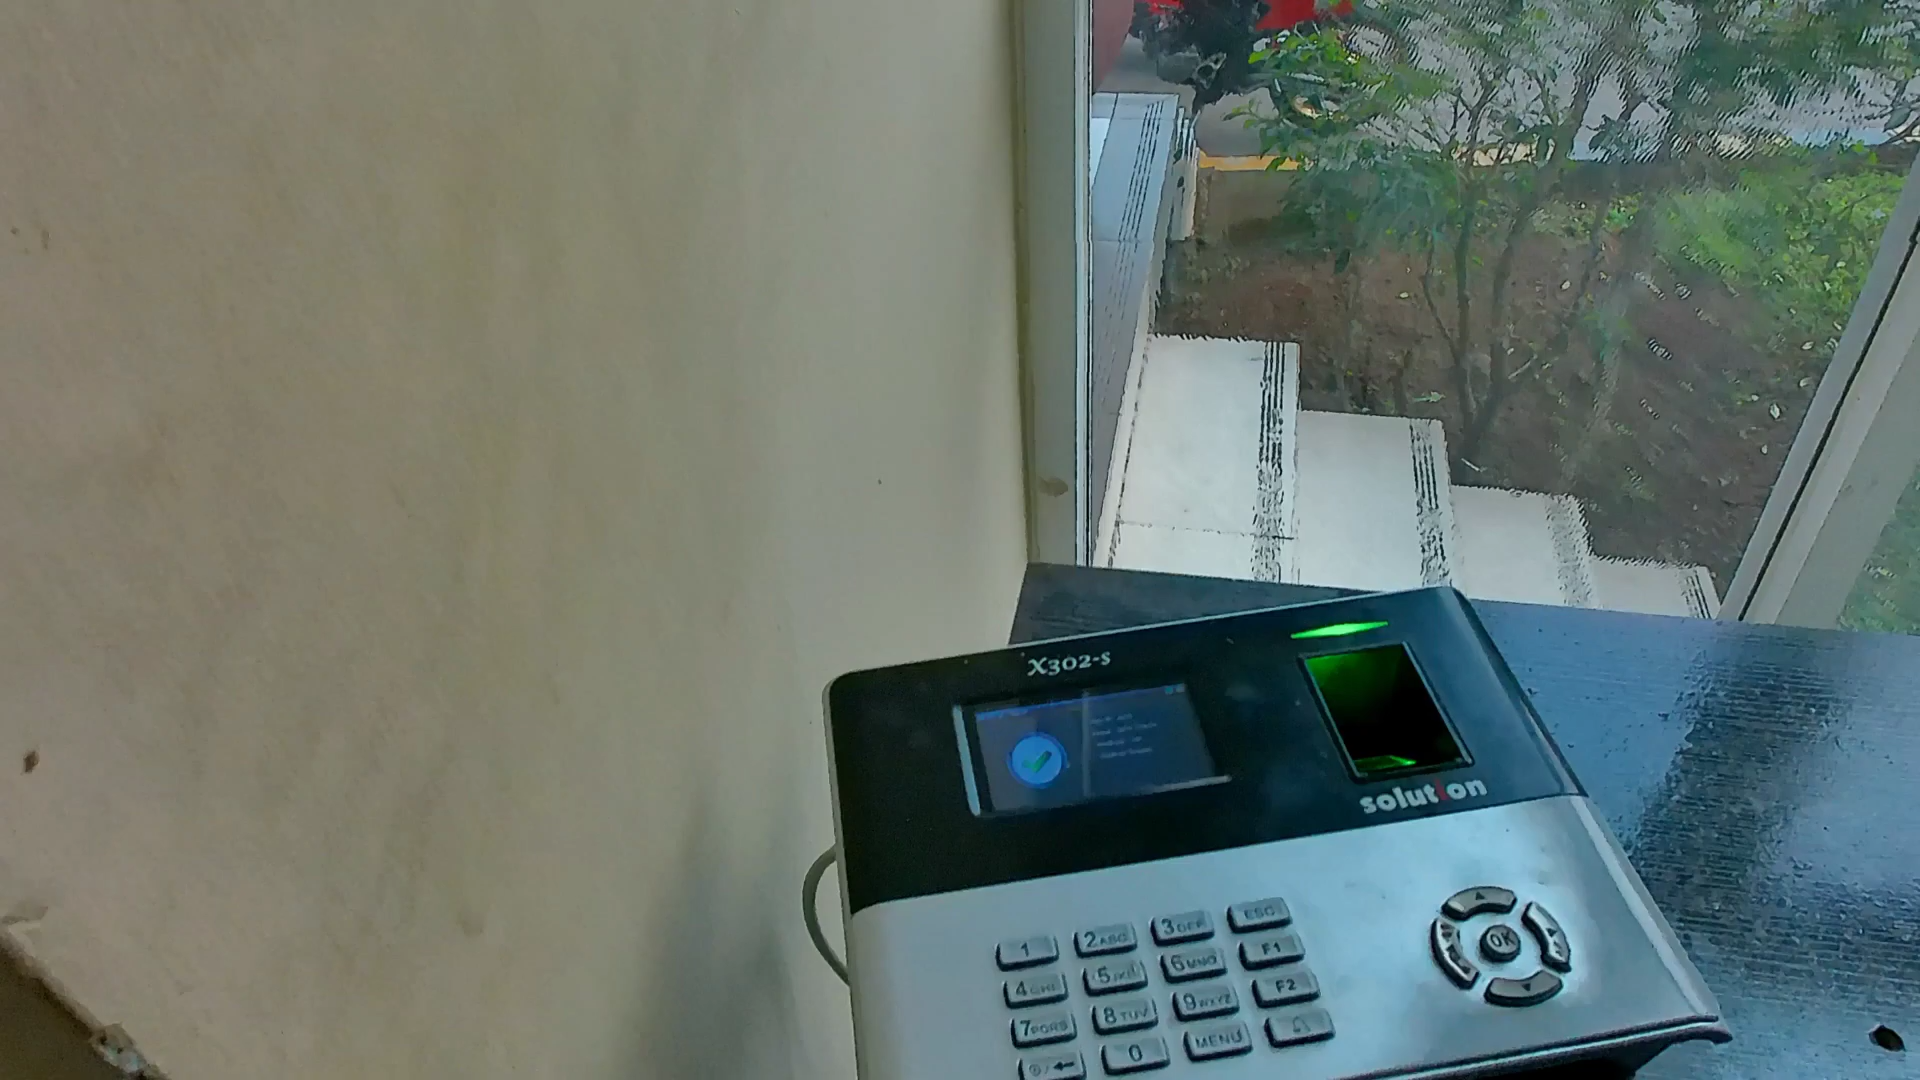 X302-S
solution
1
2ABC
3DEF
ESC
4GHI
5JKL
6MNO
F1
7PQRS
8TUV
9WXYZ
F2
0
MENU
OK